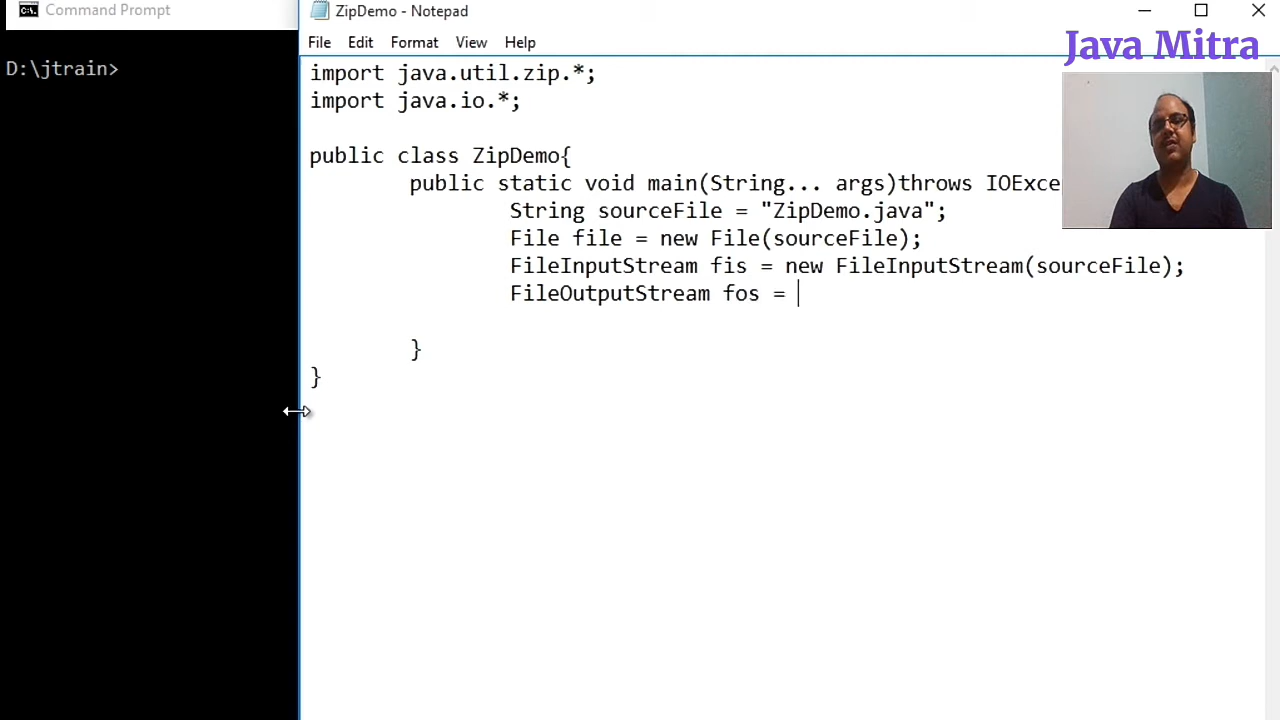 Command Prompt
D:\jtrain>
ZipDemo - Notepad
File Edit Format View Help
Java Mitra
import java.util.zip.*;
import java.io.*;
public class ZipDemo{
public static void main(String... args)throws IOExce
String sourceFile = "ZipDemo.java";
File file = new File(sourceFile);
FileInputStream fis = new FileInputStream(sourceFile);
FileOutputStream fos =
}
}